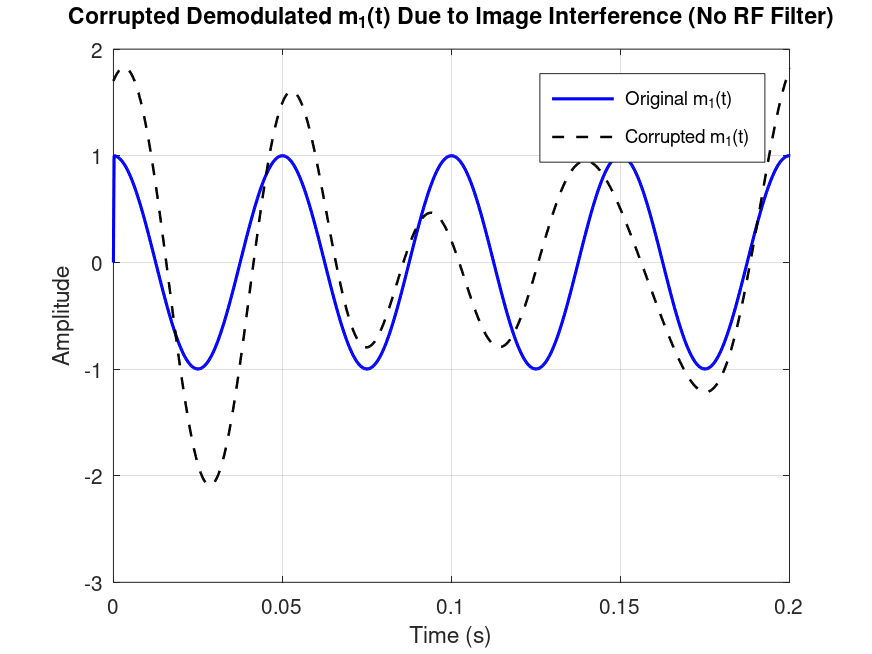 Corrupted Demodulated m₁(t) Due to Image Interference (No RF Filter)
2
Original m₁(t)
Corrupted m₁(t)
1
0
Amplitude
-1
-2
-3
0 0.05 0.1 0.15 0.2
Time (s)